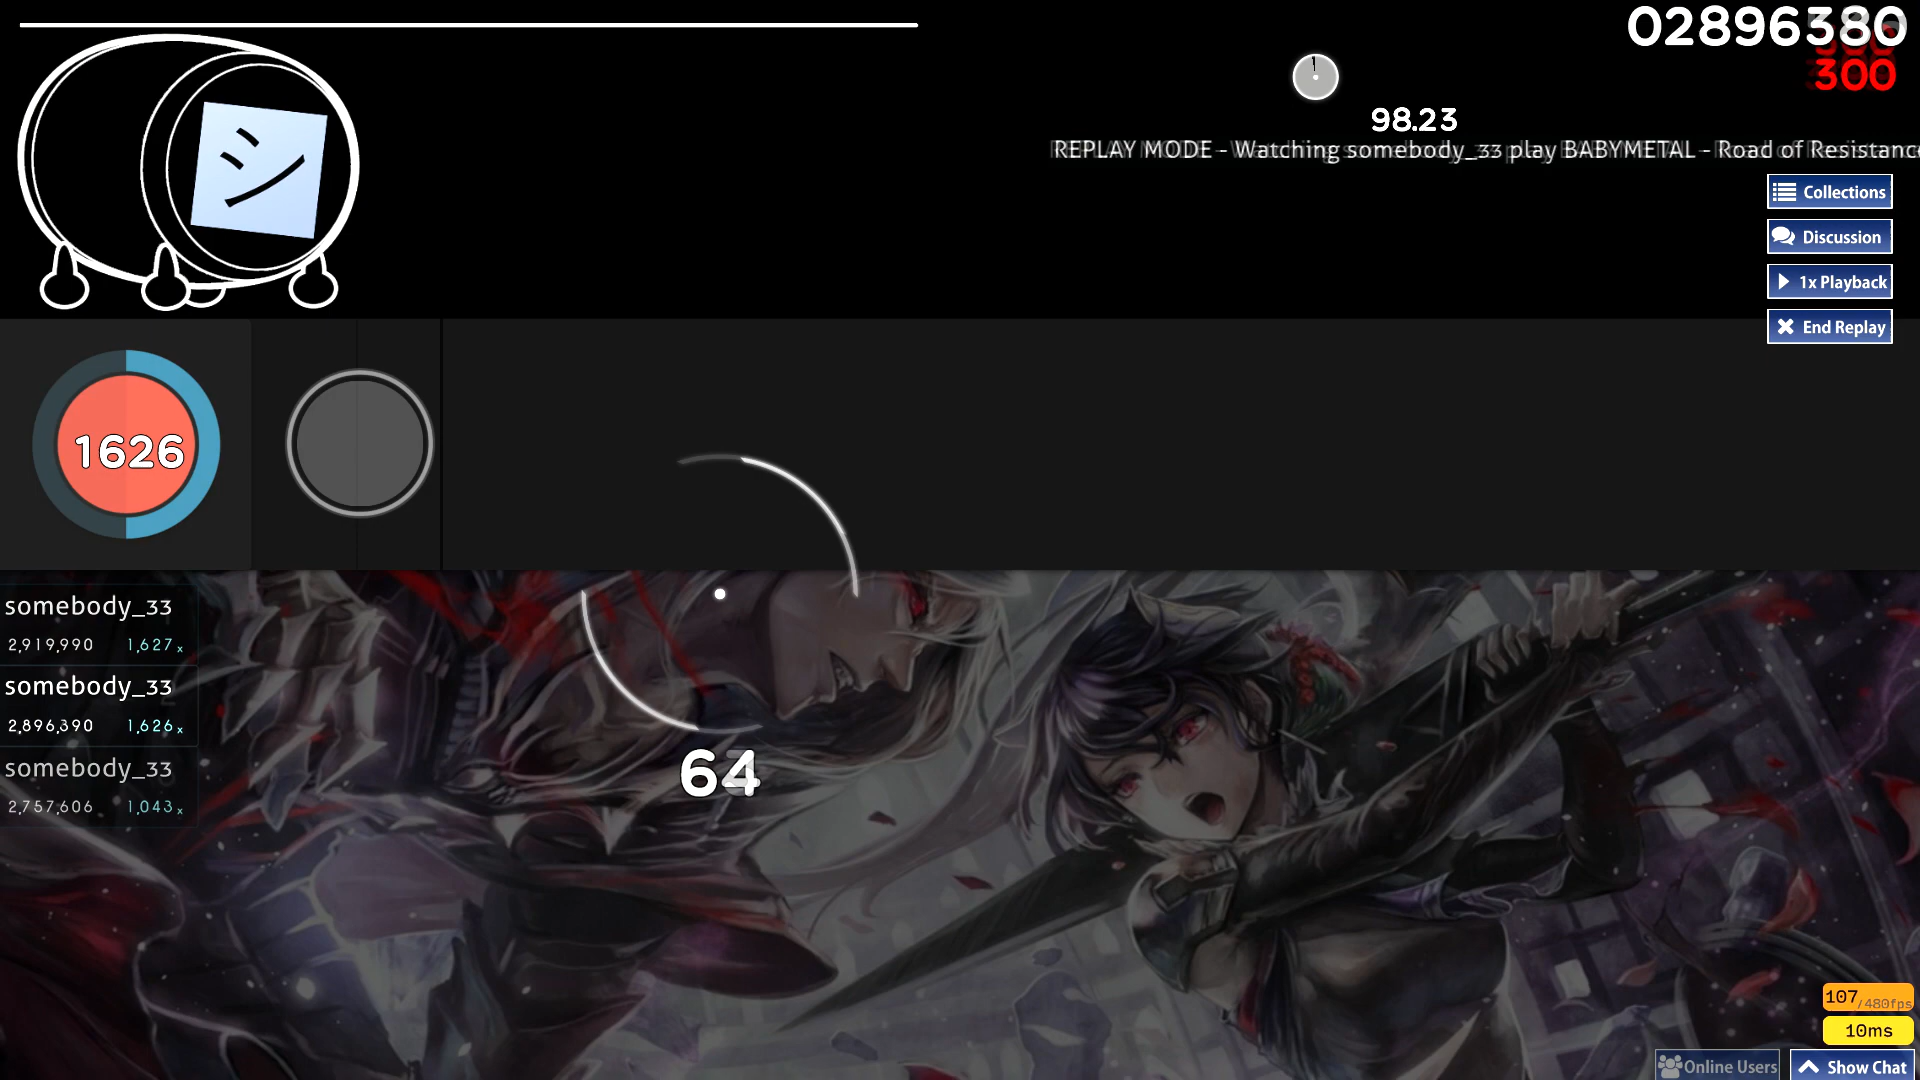 02896380
300
シ
98.23
REPLAY MODE - Watching somebody_33 play BABYMETAL - Road of Resistance
Collections
Discussion
1x Playback
End Replay
1626
somebody_33
2,919,990 1,627x
somebody_33
2,896,390 1,626x
somebody_33
2,757,606 1,043x
64
107/480fps
10ms
Online Users
Show Chat